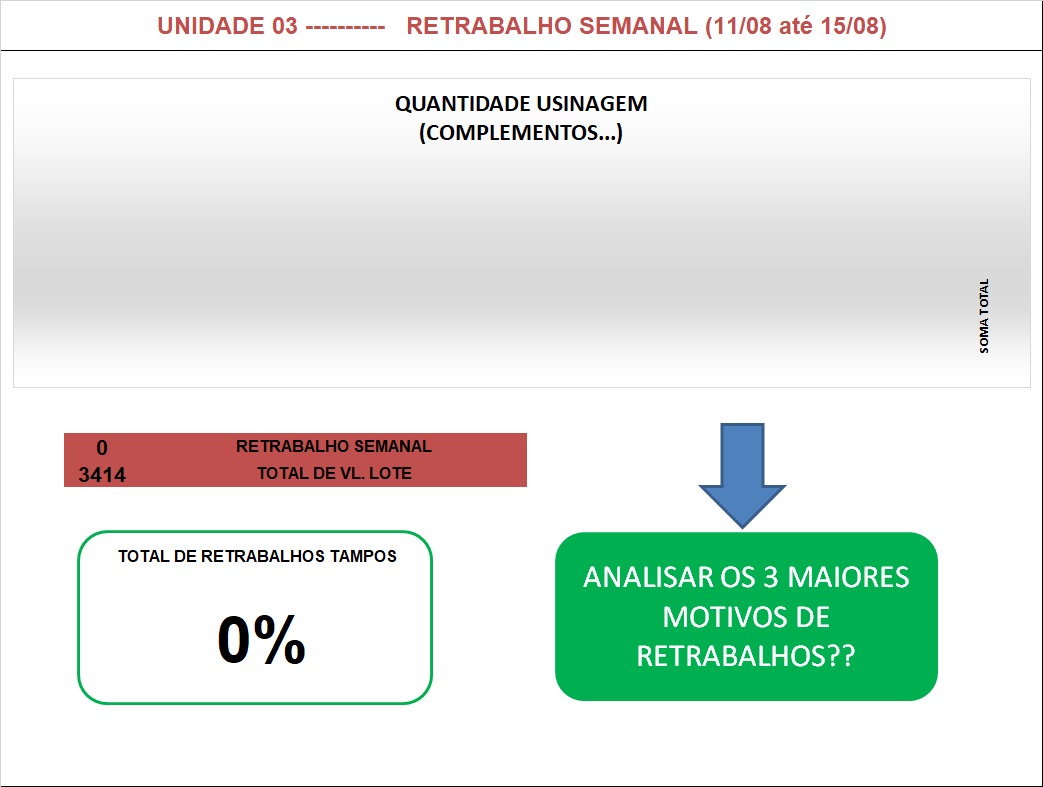 UNIDADE 03 ---------- RETRABALHO SEMANAL (11/08 até 15/08)
QUANTIDADE USINAGEM
(COMPLEMENTOS...)
SOMA TOTAL
0 RETRABALHO SEMANAL
3414 TOTAL DE VL. LOTE
TOTAL DE RETRABALHOS TAMPOS
0%
ANALISAR OS 3 MAIORES
MOTIVOS DE
RETRABALHOS??